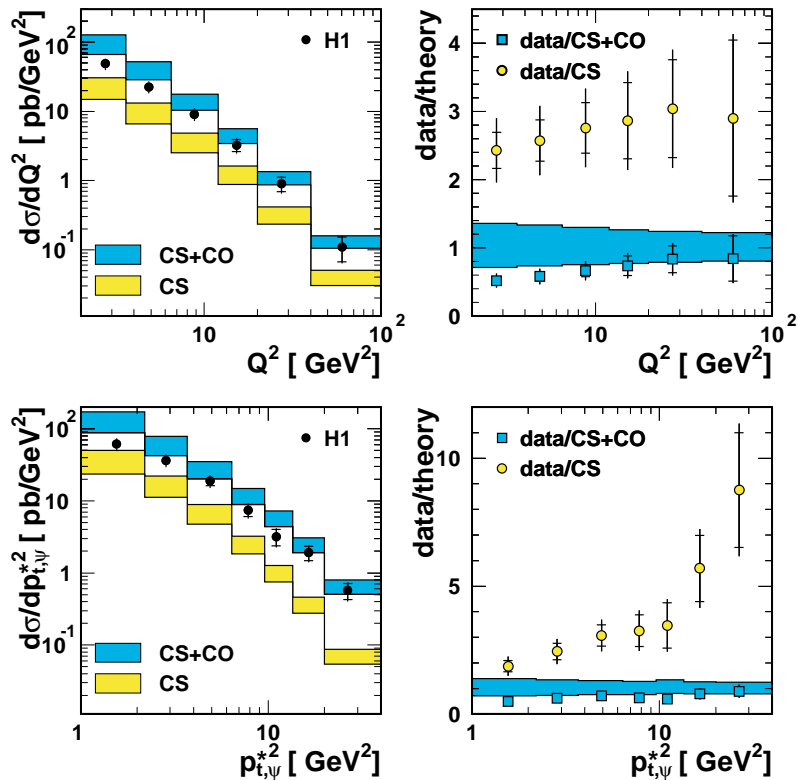 dσ/dQ² [ pb/GeV²]
10²
10
1
10⁻¹
H1
CS+CO
CS
10
10²
Q² [ GeV²]
data/theory
6
4
2
0
data/CS+CO
data/CS
10
10²
Q² [ GeV²]
dσ/dp*²t,ψ [ pb/GeV²]
10²
10
1
10⁻¹
H1
CS+CO
CS
1
10
p*²t,ψ [ GeV²]
data/theory
10
5
0
data/CS+CO
data/CS
1
10
p*²t,ψ [ GeV²]